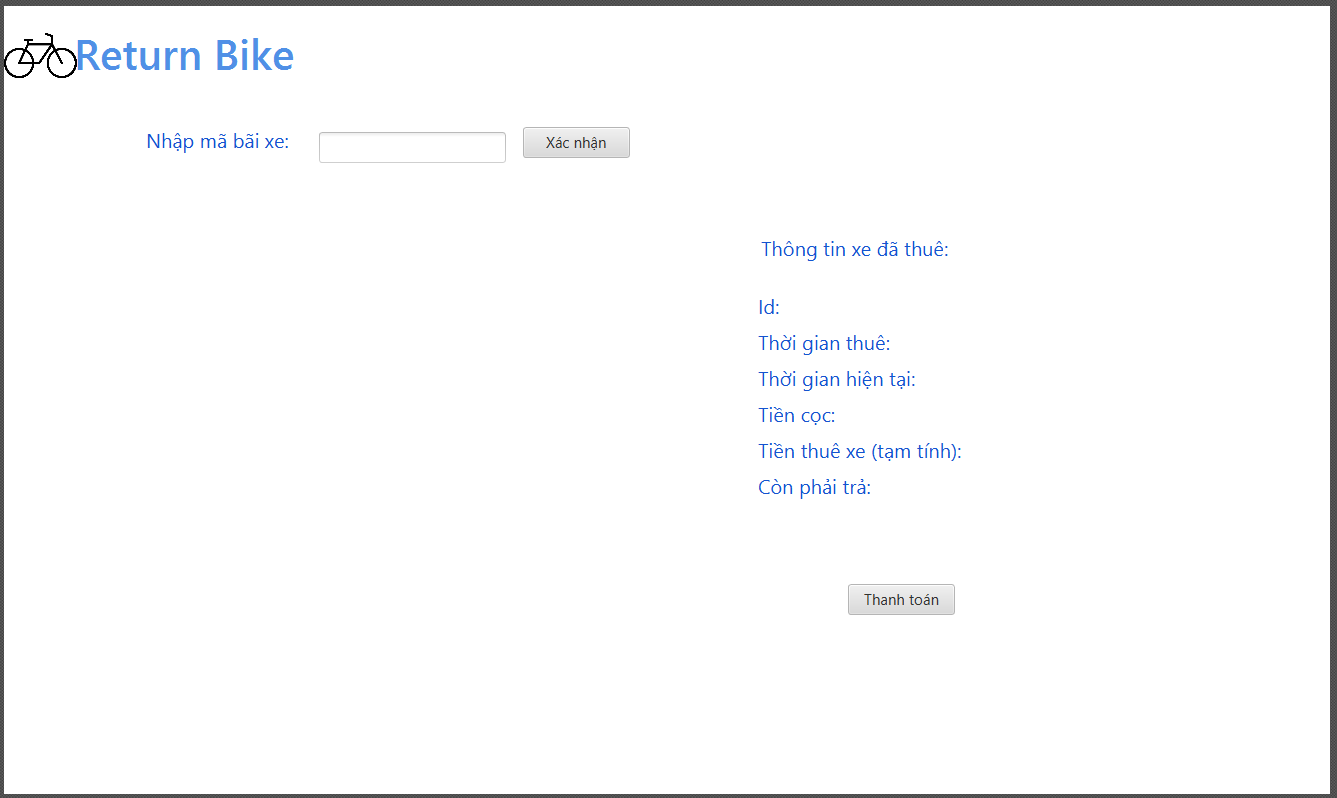 Return Bike
Nhập mã bãi xe:
Xác nhận
Thông tin xe đã thuê:
Id:
Thời gian thuê:
Thời gian hiện tại:
Tiền cọc:
Tiền thuê xe (tạm tính):
Còn phải trả:
Thanh toán